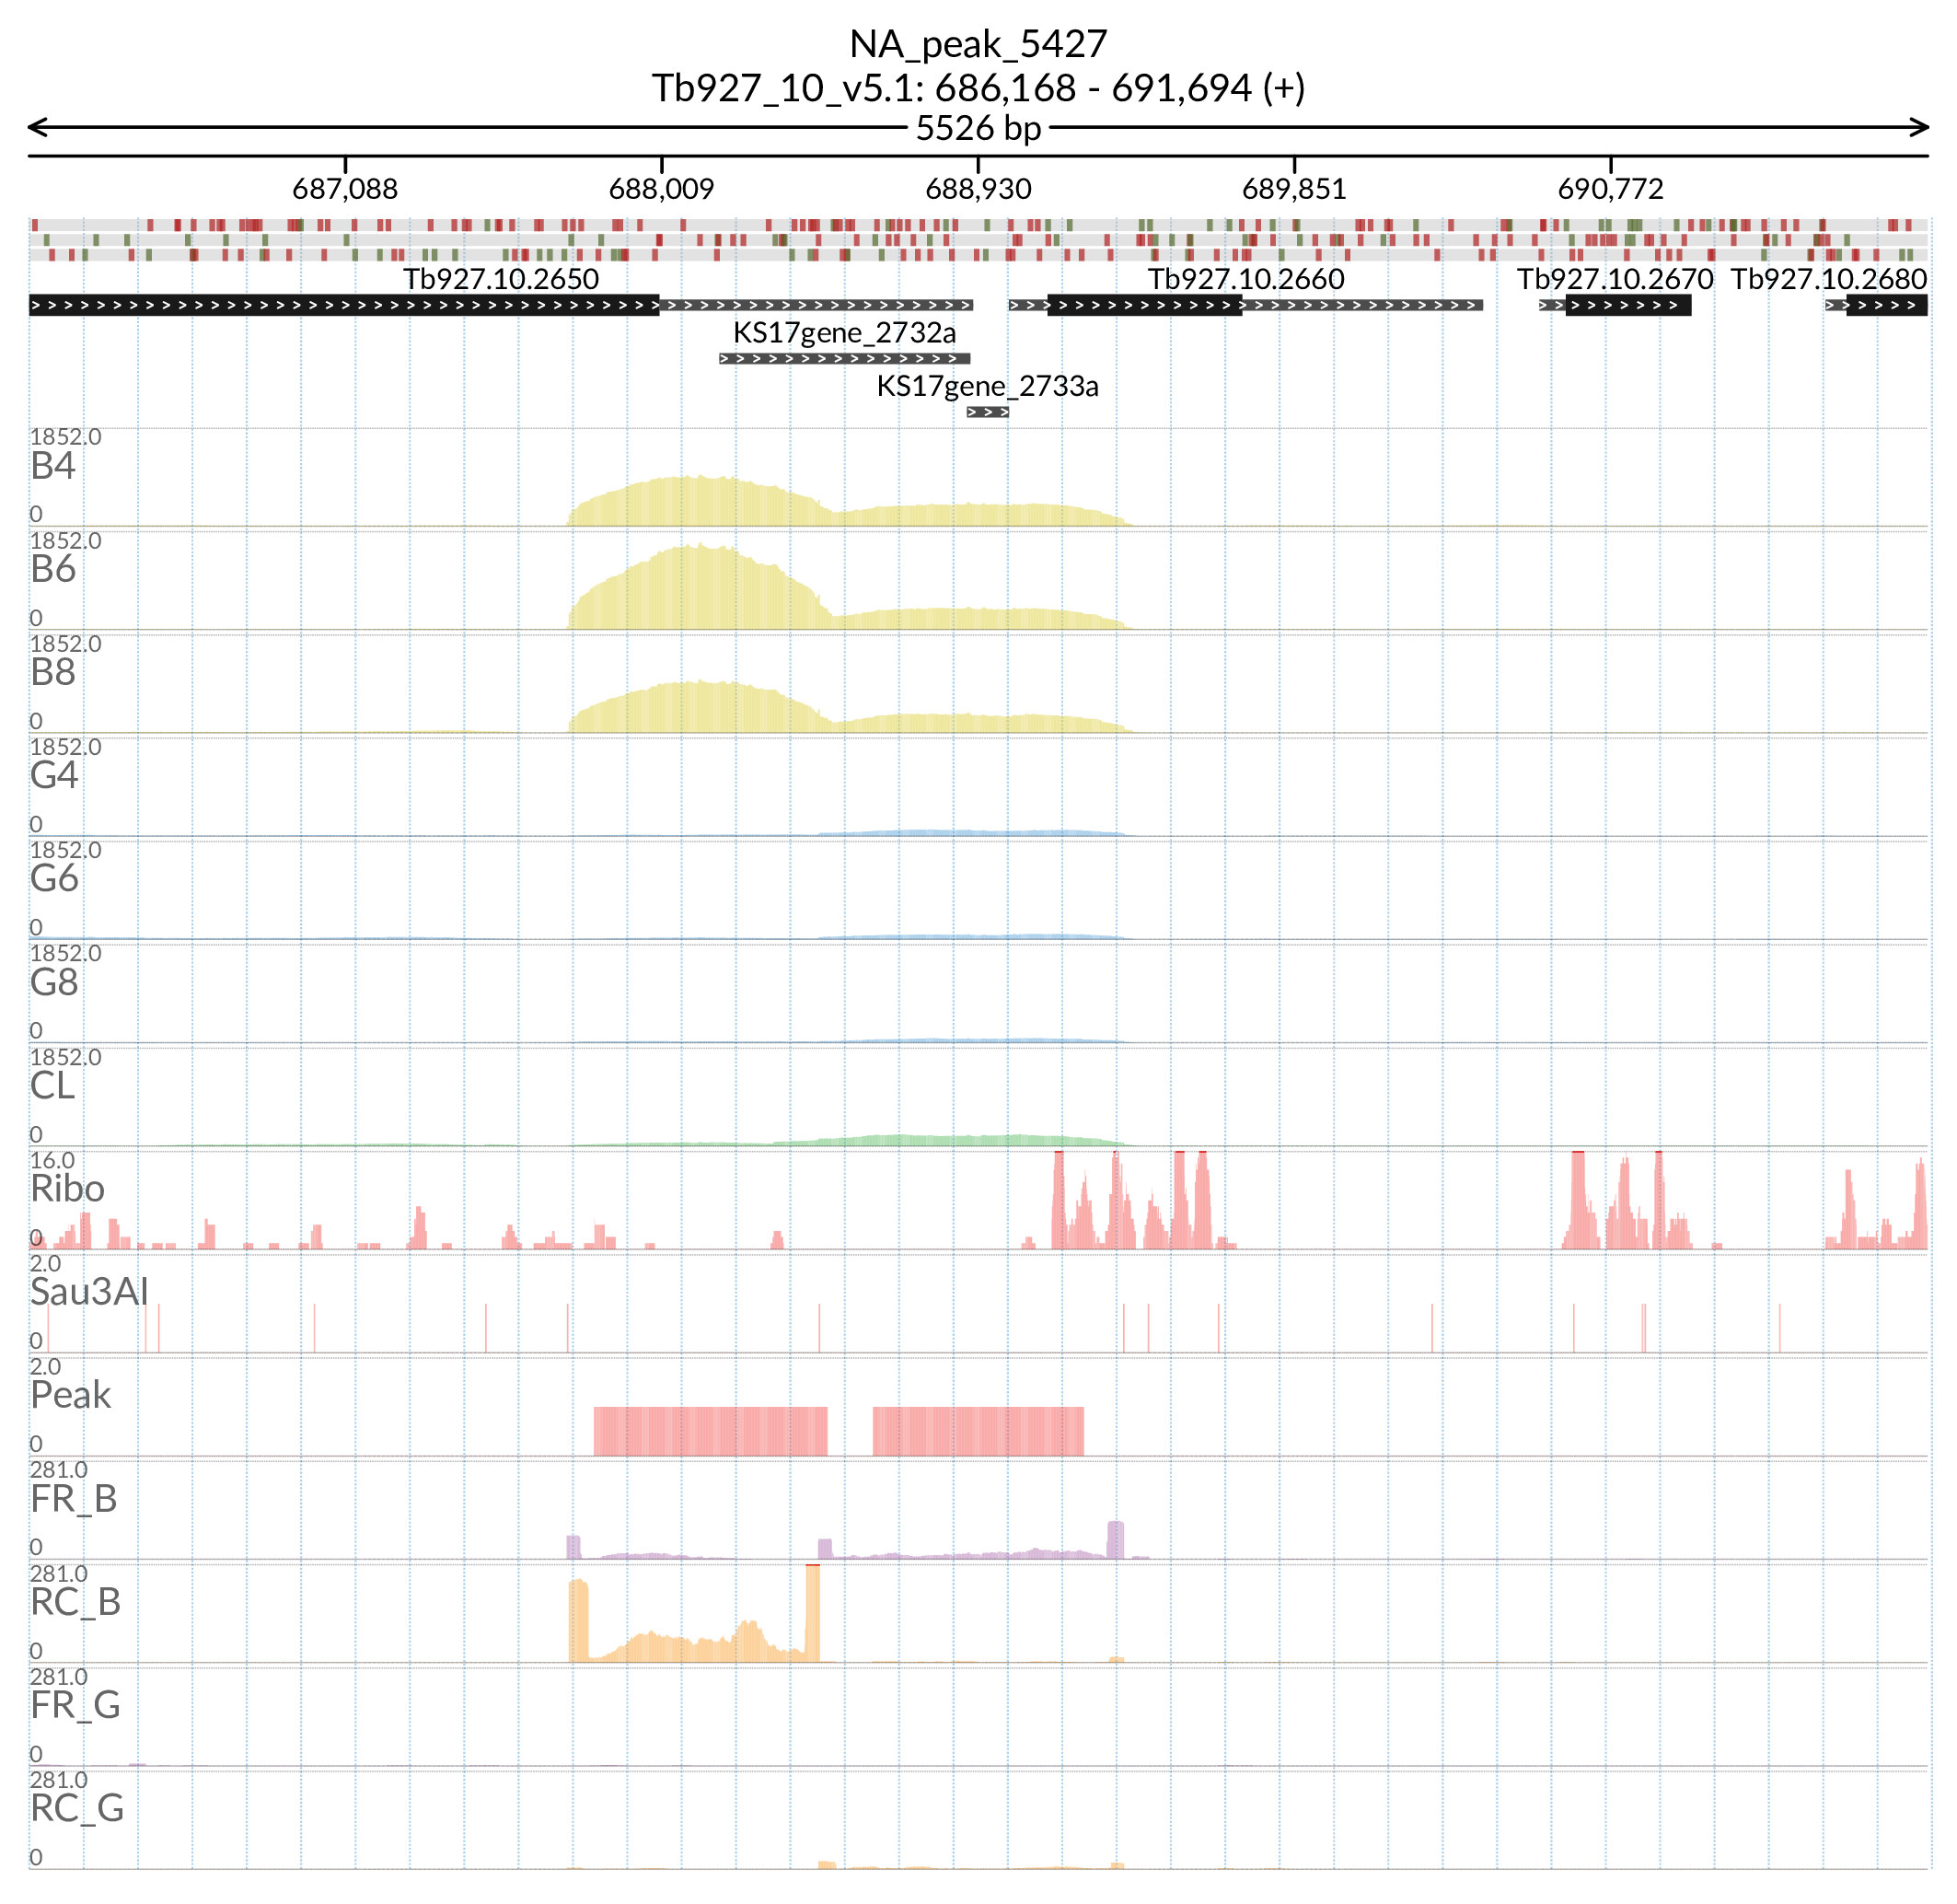 NA_peak_5427
Tb927_10_v5.1: 686,168 - 691,694 (+)
5526 bp
687,088 688,009 688,930 689,851 690,772
Tb927.10.2650 Tb927.10.2660 Tb927.10.2670 Tb927.10.2680
KS17gene_2732a
KS17gene_2733a
1852.0
B4
0
1852.0
B6
0
1852.0
B8
0
1852.0
G4
0
1852.0
G6
0
1852.0
G8
0
1852.0
CL
0
16.0
Ribo
0
2.0
Sau3AI
0
2.0
Peak
0
281.0
FR_B
0
281.0
RC_B
0
281.0
FR_G
0
281.0
RC_G
0